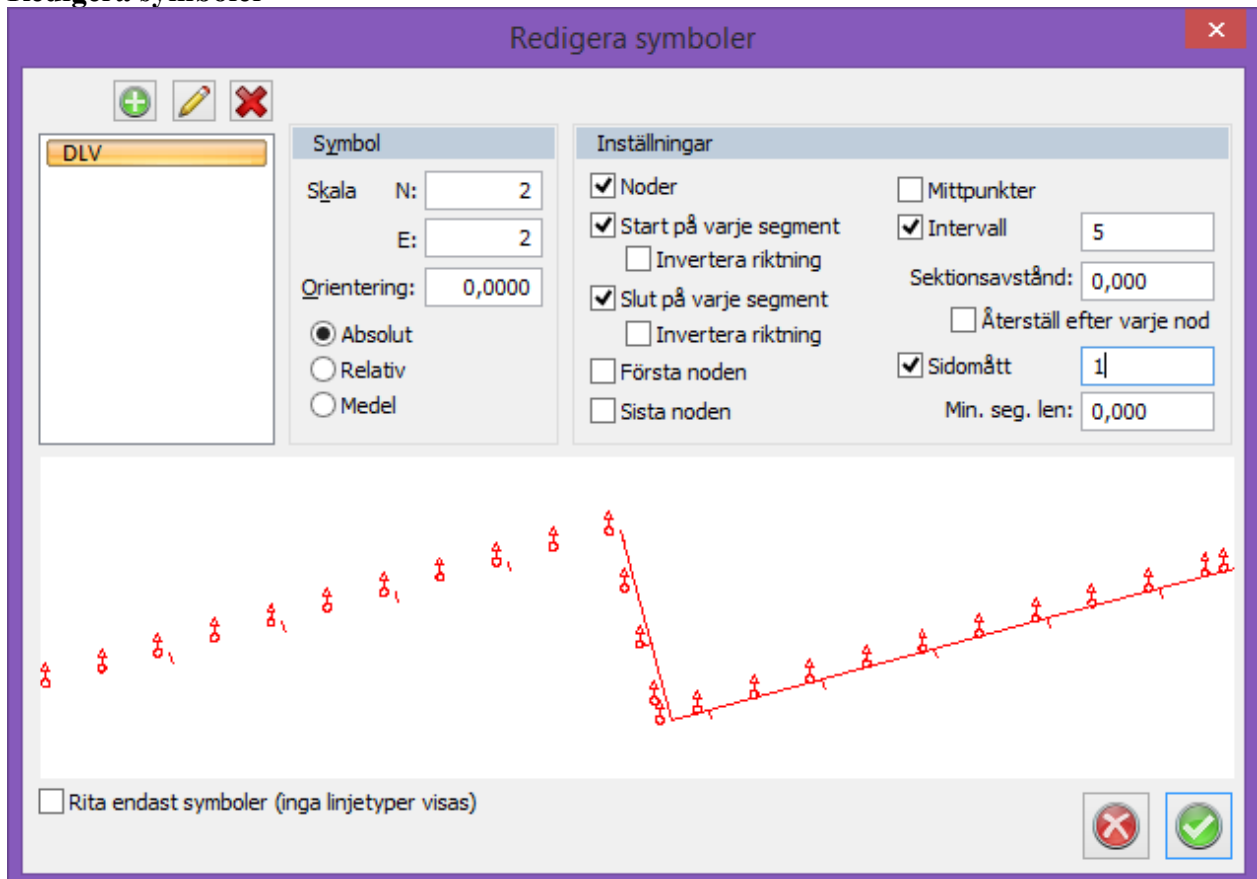 Redigera symboler
Redigera symboler
DLV
Symbol
Skala N: 2
E: 2
Orientering: 0,0000
Absolut
Relativ
Medel
Inställningar
Noder
Start på varje segment
Invertera riktning
Slut på varje segment
Invertera riktning
Första noden
Sista noden
Mittpunkter
Intervall 5
Sektionsavstånd: 0,000
Återställ efter varje nod
Sidomått 1
Min. seg. len: 0,000
Rita endast symboler (inga linjetyper visas)